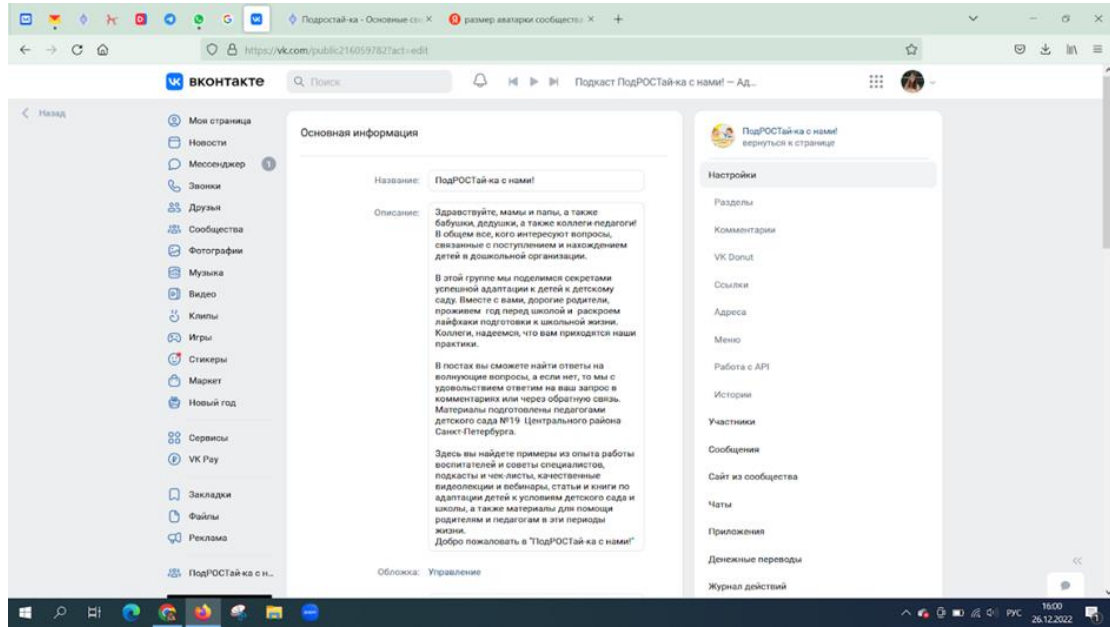 Подростай-ка - Основные св
размер аватарки сообщества
https://vk.com/public216059782?act=edit
ВКОНТАКТЕ
Поиск
Подкаст ПодРОСТай-ка с нами! — Ад...
Назад
Моя страница
Новости
Мессенджер 1
Звонки
Друзья
Сообщества
Фотографии
Музыка
Видео
Клипы
Игры
Стикеры
Маркет
Новый год
Сервисы
VK Pay
Закладки
Файлы
Реклама
ПодРОСТай-ка с н...
Основная информация
Название: ПодРОСТай-ка с нами!
Описание: Здравствуйте, мамы и папы, а также
бабушки, дедушки, а также коллеги-педагоги!
В общем все, кого интересуют вопросы,
связанные с поступлением и нахождением
детей в дошкольной организации.
В этой группе мы поделимся секретами
успешной адаптации к детей к детскому
саду. Вместе с вами, дорогие родители,
проживем год перед школой и раскроем
лайфхаки подготовки к школьной жизни.
Коллеги, надеемся, что вам приходятся наши
практики.
В постах вы сможете найти ответы на
волнующие вопросы, а если нет, то мы с
удовольствием ответим на ваш запрос в
комментариях или через обратную связь.
Материалы подготовлены педагогами
детского сада №19 Центрального района
Санкт-Петербурга.
Здесь вы найдете примеры из опыта работы
воспитателей и советы специалистов,
подкасты и чек-листы, качественные
видеолекции и вебинары, статьи и книги по
адаптации детей к условиям детского сада и
школы, а также материалы для помощи
родителям и педагогам в эти периоды
жизни.
Добро пожаловать в "ПодРОСТай-ка с нами!"
Обложка: Управление
ПодРОСТай-ка с нами!
вернуться к странице
Настройки
Разделы
Комментарии
VK Donut
Ссылки
Адреса
Меню
Работа с API
Истории
Участники
Сообщения
Сайт из сообщества
Чаты
Приложения
Денежные переводы
Журнал действий
РУС
16:00
26.12.2022